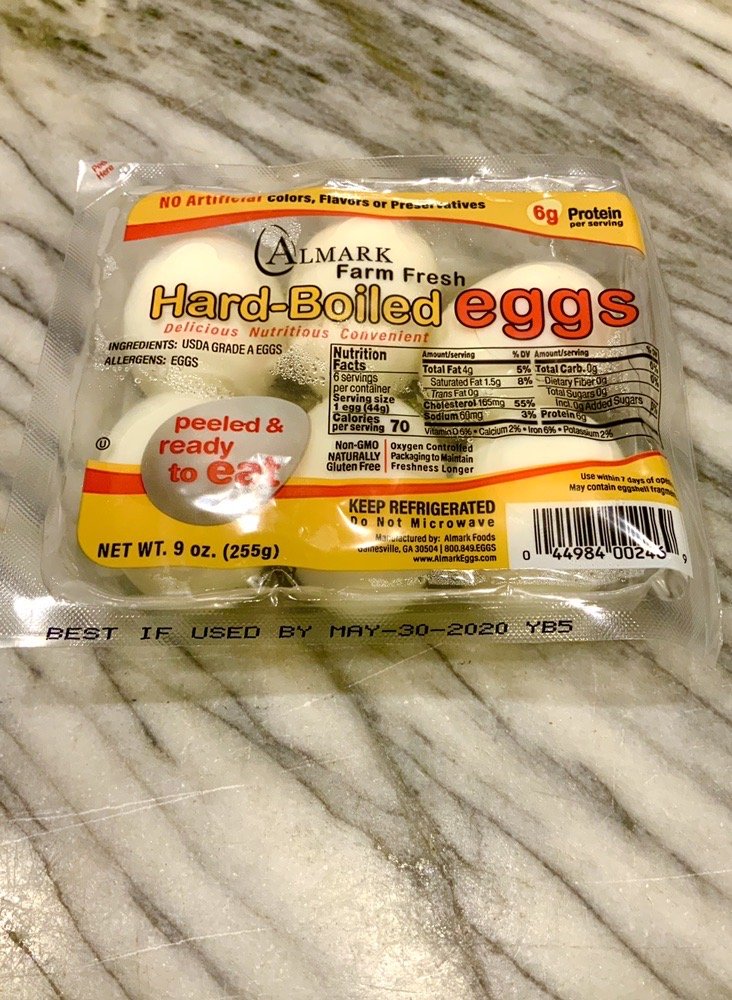 Peel Here
NO Artificial Colors, Flavors or Preservatives
6g Protein
per serving
ALMARK
Farm Fresh
Hard-Boiled eggs
Delicious Nutritious Convenient
INGREDIENTS: USDA GRADE A EGGS
ALLERGENS: EGGS
Nutrition
Facts
6 servings
per container
Serving size
1 egg (44g)
Calories
per serving 70
Amount/serving % DV
Total Fat 4g 5%
Saturated Fat 1.5g 8%
Trans Fat 0g
Cholesterol 165mg 55%
Sodium 60mg 3%
Amount/serving % DV
Total Carb. 0g
Dietary Fiber 0g
Total Sugars 0g
Incl. 0g Added Sugars
Protein 6g
Vitamin D 6% • Calcium 2% • Iron 6% • Potassium 2%
peeled &
ready
to eat
U
Non-GMO
NATURALLY
Gluten Free
Oxygen Controlled
Packaging to Maintain
Freshness Longer
Use within 7 days of
May contain eggshell
KEEP REFRIGERATED
Do Not Microwave
Manufactured by: Almark Foods
Gainesville, GA 30504 | 800.849.EGGS
www.AlmarkEggs.com
NET WT. 9 oz. (255g)
0 44984 00243 9
BEST IF USED BY MAY-30-2020 YB5